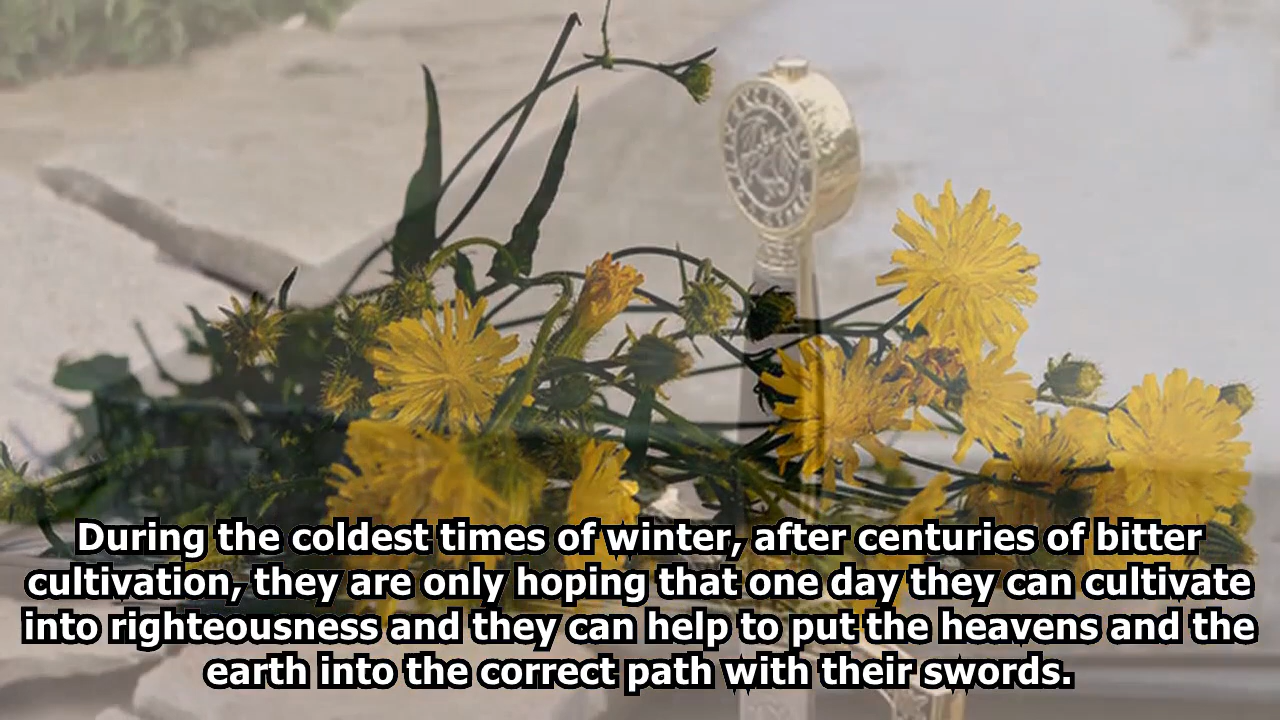 During the coldest times of winter, after centuries of bitter
cultivation, they are only hoping that one day they can cultivate
into righteousness and they can help to put the heavens and the
earth into the correct path with their swords.